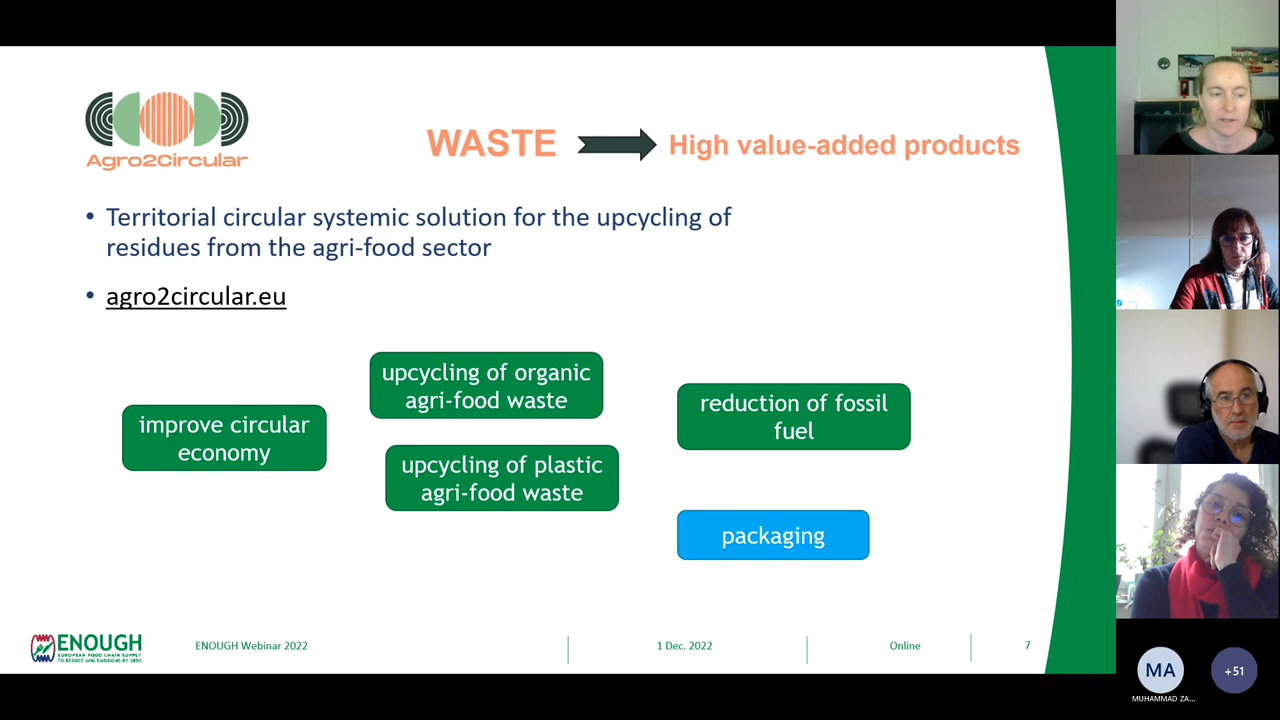 Agro2Circular
WASTE
High value-added products
• Territorial circular systemic solution for the upcycling of
residues from the agri-food sector
• agro2circular.eu
upcycling of organic
agri-food waste
reduction of fossil
fuel
improve circular
economy
upcycling of plastic
agri-food waste
packaging
ENOUGH
EUROPEAN FOOD CHAIN SUPPLY
TO REDUCE GHG EMISSIONS BY 2050
ENOUGH Webinar 2022
1 Dec. 2022
Online
7
MA
+51
MUHAMMAD ZA...